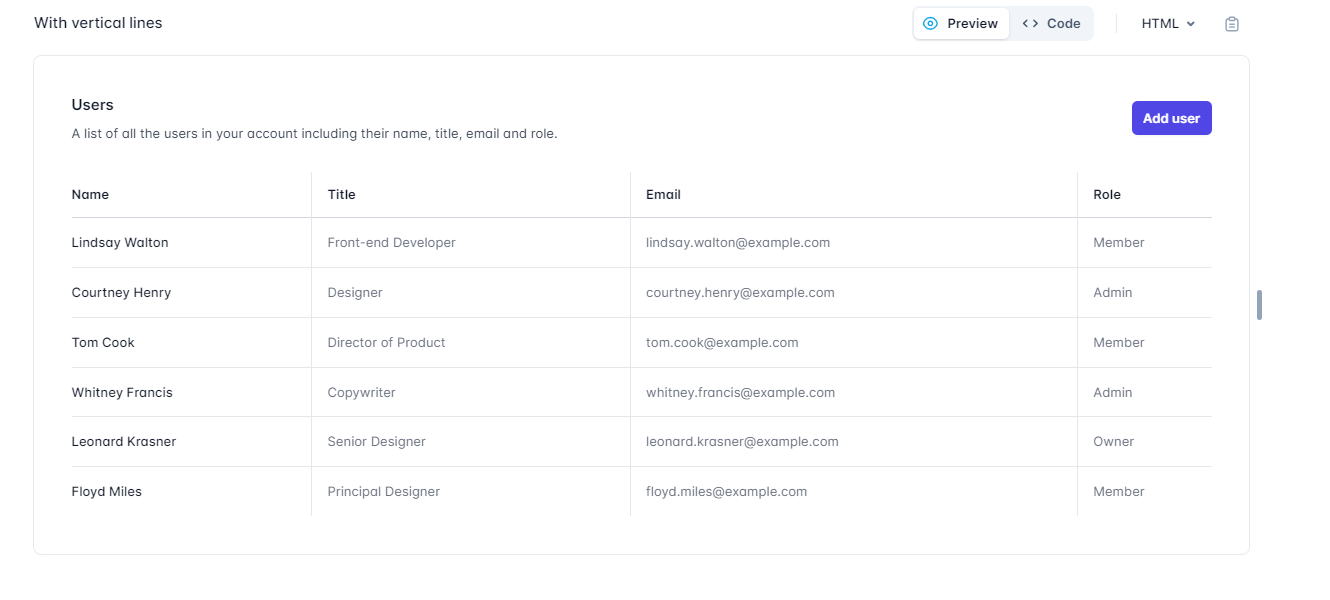 With vertical lines
Preview
Code
HTML
Users
A list of all the users in your account including their name, title, email and role.
Add user
Name Title Email Role
Lindsay Walton Front-end Developer lindsay.walton@example.com Member
Courtney Henry Designer courtney.henry@example.com Admin
Tom Cook Director of Product tom.cook@example.com Member
Whitney Francis Copywriter whitney.francis@example.com Admin
Leonard Krasner Senior Designer leonard.krasner@example.com Owner
Floyd Miles Principal Designer floyd.miles@example.com Member